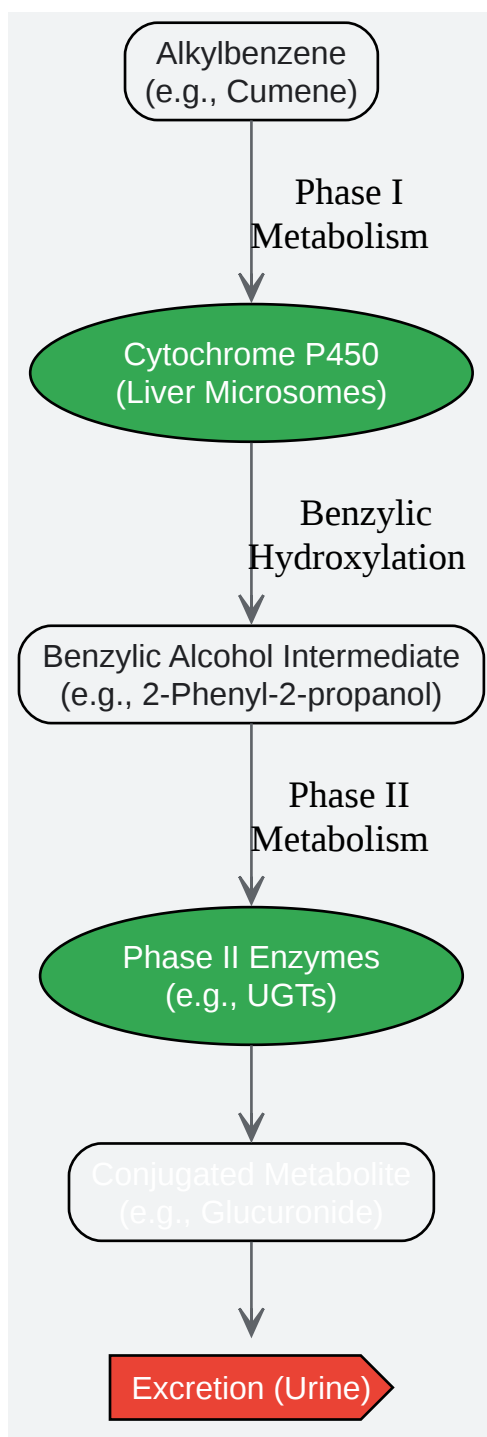 Alkylbenzene
(e.g., Cumene)
Phase I
Metabolism
Cytochrome P450
(Liver Microsomes)
Benzylic
Hydroxylation
Benzylic Alcohol Intermediate
(e.g., 2-Phenyl-2-propanol)
Phase II
Metabolism
Phase II Enzymes
(e.g., UGTs)
Conjugated Metabolite
(e.g., Glucuronide)
Excretion (Urine)